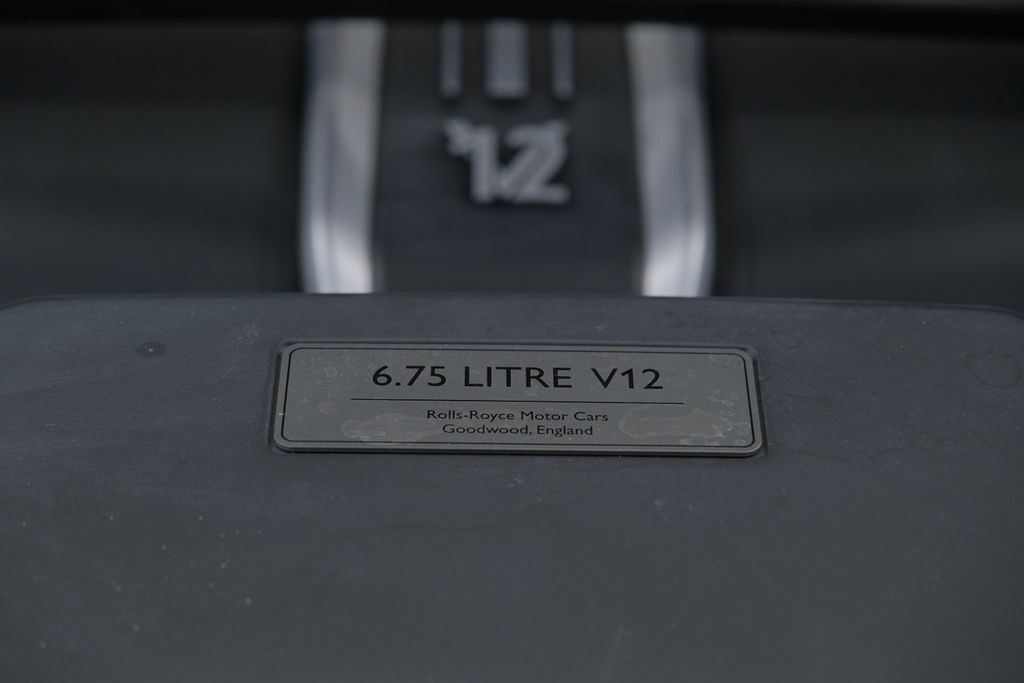 V12
6.75 LITRE V12
Rolls-Royce Motor Cars
Goodwood, England